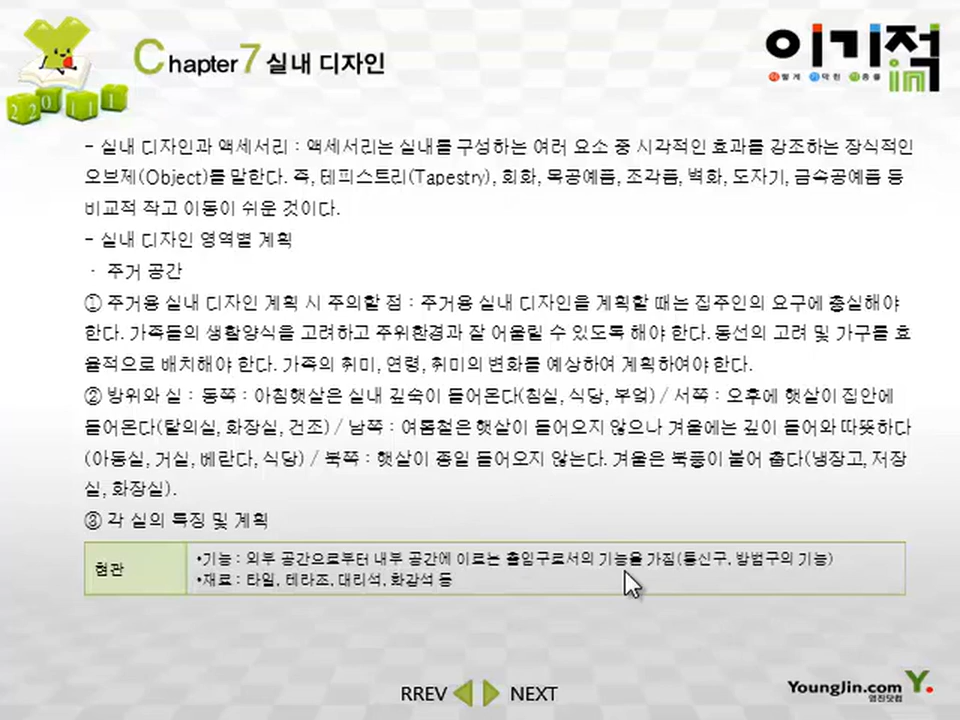 Chapter 7 실내 디자인
이기적in
이렇게 기막힌 적중률
2011
- 실내 디자인과 액세서리 : 액세서리는 실내를 구성하는 여러 요소 중 시각적인 효과를 강조하는 장식적인
오브제(Object)를 말한다. 즉, 테피스트리(Tapestry), 회화, 목공예품, 조각품, 벽화, 도자기, 금속공예품 등
비교적 작고 이동이 쉬운 것이다.
- 실내 디자인 영역별 계획
· 주거 공간
① 주거용 실내 디자인 계획 시 주의할 점 : 주거용 실내 디자인을 계획할 때는 집주인의 요구에 충실해야
한다. 가족들의 생활양식을 고려하고 주위환경과 잘 어울릴 수 있도록 해야 한다. 동선의 고려 및 가구를 효
율적으로 배치해야 한다. 가족의 취미, 연령, 취미의 변화를 예상하여 계획하여야 한다.
② 방위와 실 : 동쪽 : 아침햇살은 실내 깊숙이 들어온다(침실, 식당, 부엌) / 서쪽 : 오후에 햇살이 집안에
들어온다(탈의실, 화장실, 건조) / 남쪽 : 여름철은 햇살이 들어오지 않으나 겨울에는 깊이 들어와 따뜻하다
(아동실, 거실, 베란다, 식당) / 북쪽 : 햇살이 종일 들어오지 않는다. 겨울은 북풍이 불어 춥다(냉장고, 저장
실, 화장실).
③ 각 실의 특징 및 계획
현관
•기능 : 외부 공간으로부터 내부 공간에 이르는 출입구로서의 기능을 가짐(통신구, 방범구의 기능)
•재료 : 타일, 테라조, 대리석, 화강석 등
RREV NEXT
YoungJin.com Y.
영진닷컴